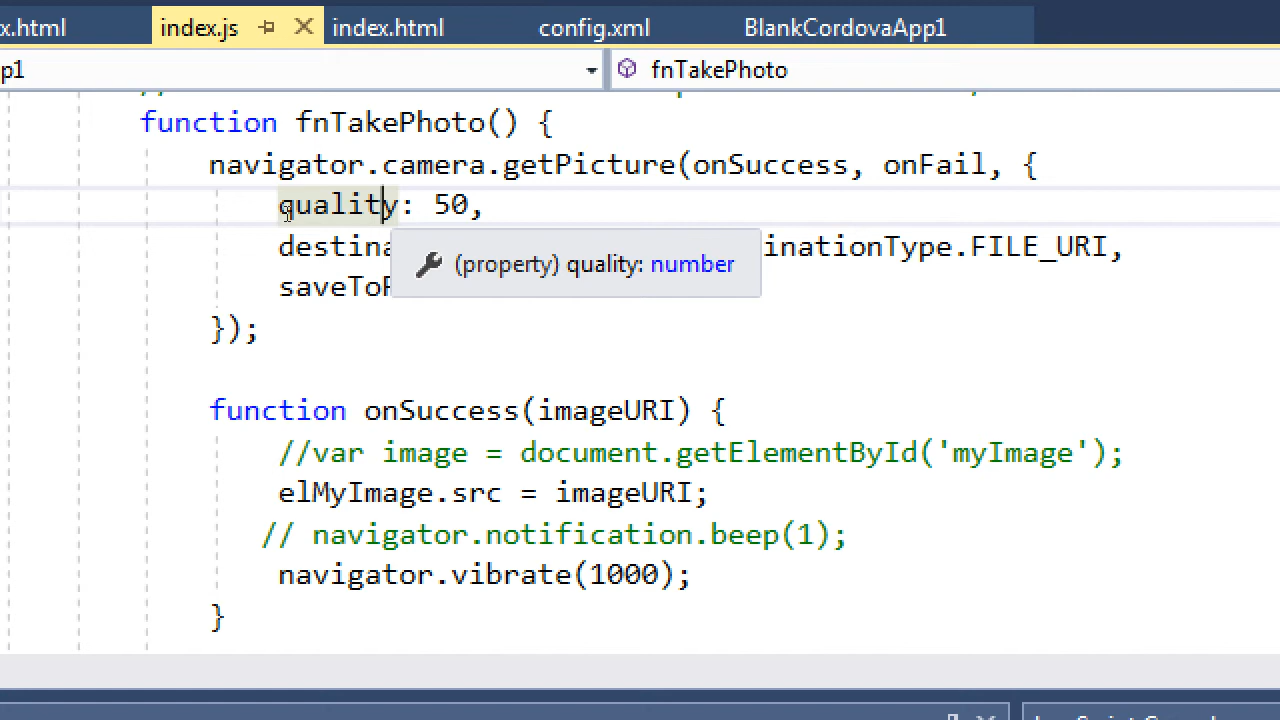 x.html index.js index.html config.xml BlankCordovaApp1
p1 fnTakePhoto
function fnTakePhoto() {
navigator.camera.getPicture(onSuccess, onFail, {
quality: 50,
destina inationType.FILE_URI,
(property) quality: number
saveTo
});
function onSuccess(imageURI) {
//var image = document.getElementById('myImage');
elMyImage.src = imageURI;
// navigator.notification.beep(1);
navigator.vibrate(1000);
}